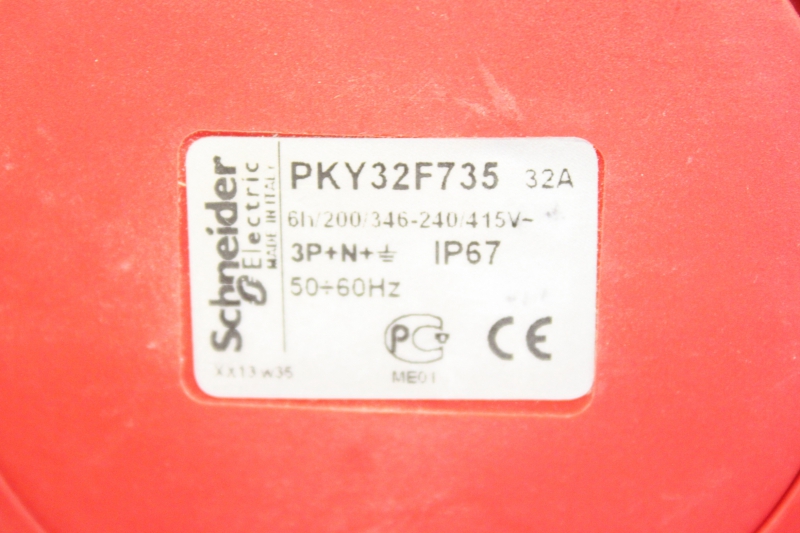 Schneider
Electric
MADE IN ITALY
PKY32F735 32A
6h/200/346-240/415V~
3P+N+⏚ IP67
50÷60Hz
PC CE
XX13 w35
ME01